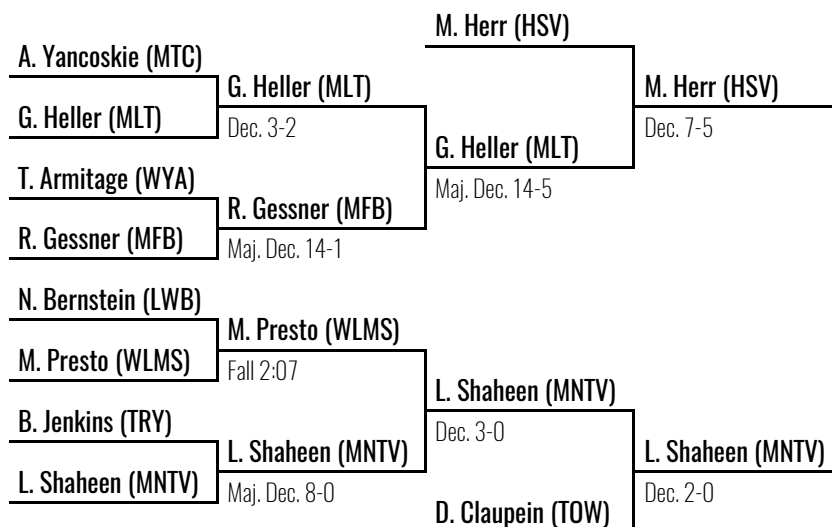 M. Herr (HSV)
A. Yancoskie (MTC)
G. Heller (MLT)
M. Herr (HSV)
G. Heller (MLT)
Dec. 3-2
Dec. 7-5
G. Heller (MLT)
T. Armitage (WYA)
Maj. Dec. 14-5
R. Gessner (MFB)
R. Gessner (MFB)
Maj. Dec. 14-1
N. Bernstein (LWB)
M. Presto (WLMS)
M. Presto (WLMS)
Fall 2:07
L. Shaheen (MNTV)
B. Jenkins (TRY)
Dec. 3-0
L. Shaheen (MNTV)
L. Shaheen (MNTV)
L. Shaheen (MNTV)
Maj. Dec. 8-0
Dec. 2-0
D. Claupein (TOW)